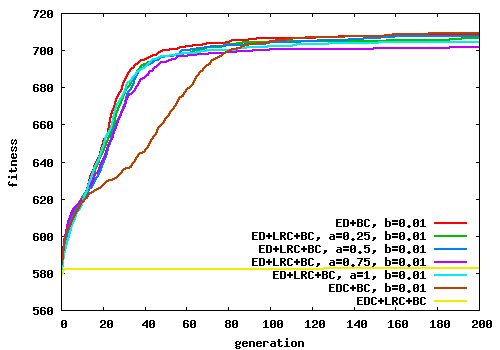 720
700
680
660
640
620
600
580
560
fitness
ED+BC, b=0.01
ED+LRC+BC, a=0.25, b=0.01
ED+LRC+BC, a=0.5, b=0.01
ED+LRC+BC, a=0.75, b=0.01
ED+LRC+BC, a=1, b=0.01
EDC+BC, b=0.01
EDC+LRC+BC
0 20 40 60 80 100 120 140 160 180 200
generation